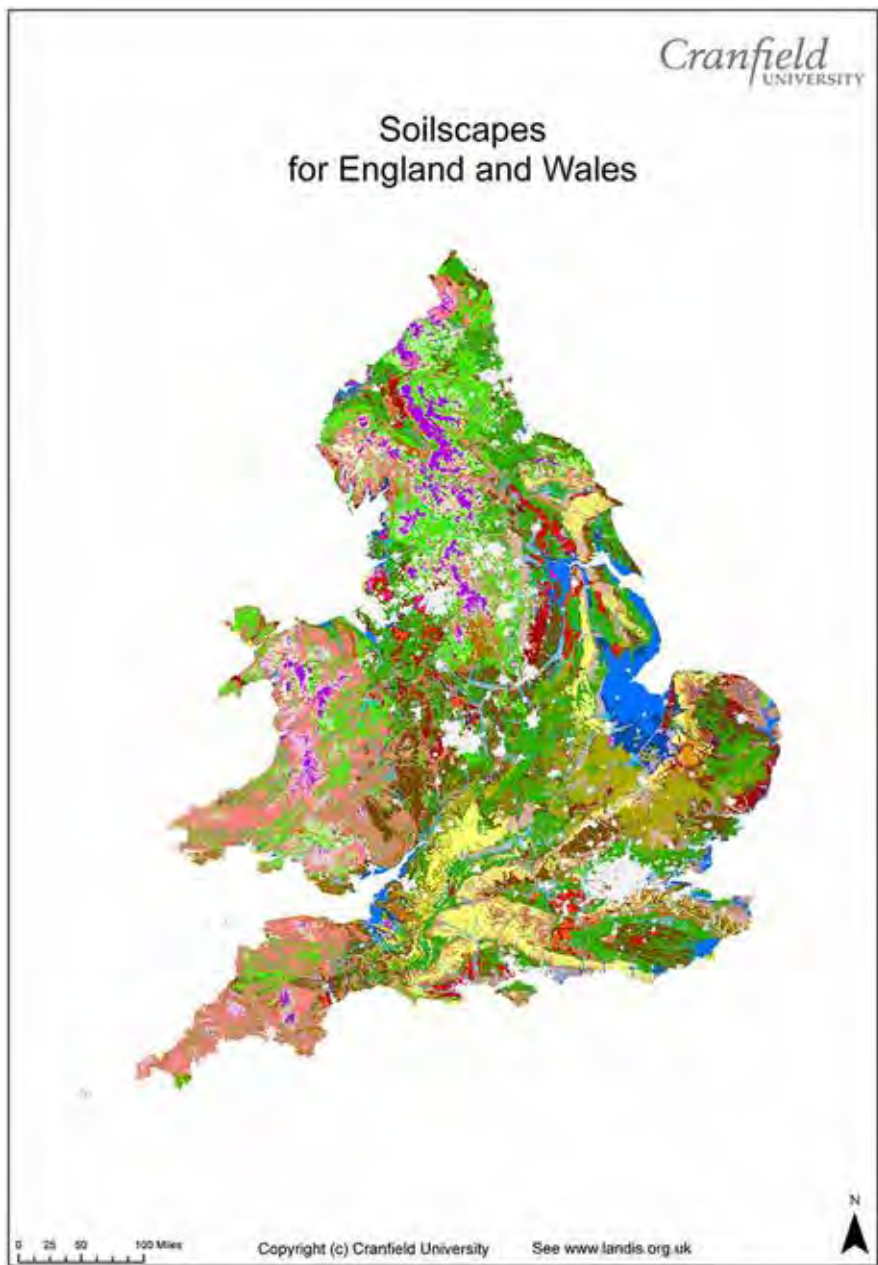 Cranfield
UNIVERSITY
Soilscapes
for England and Wales
N
0 25 50 100 Miles
Copyright (c) Cranfield University See www.landis.org.uk